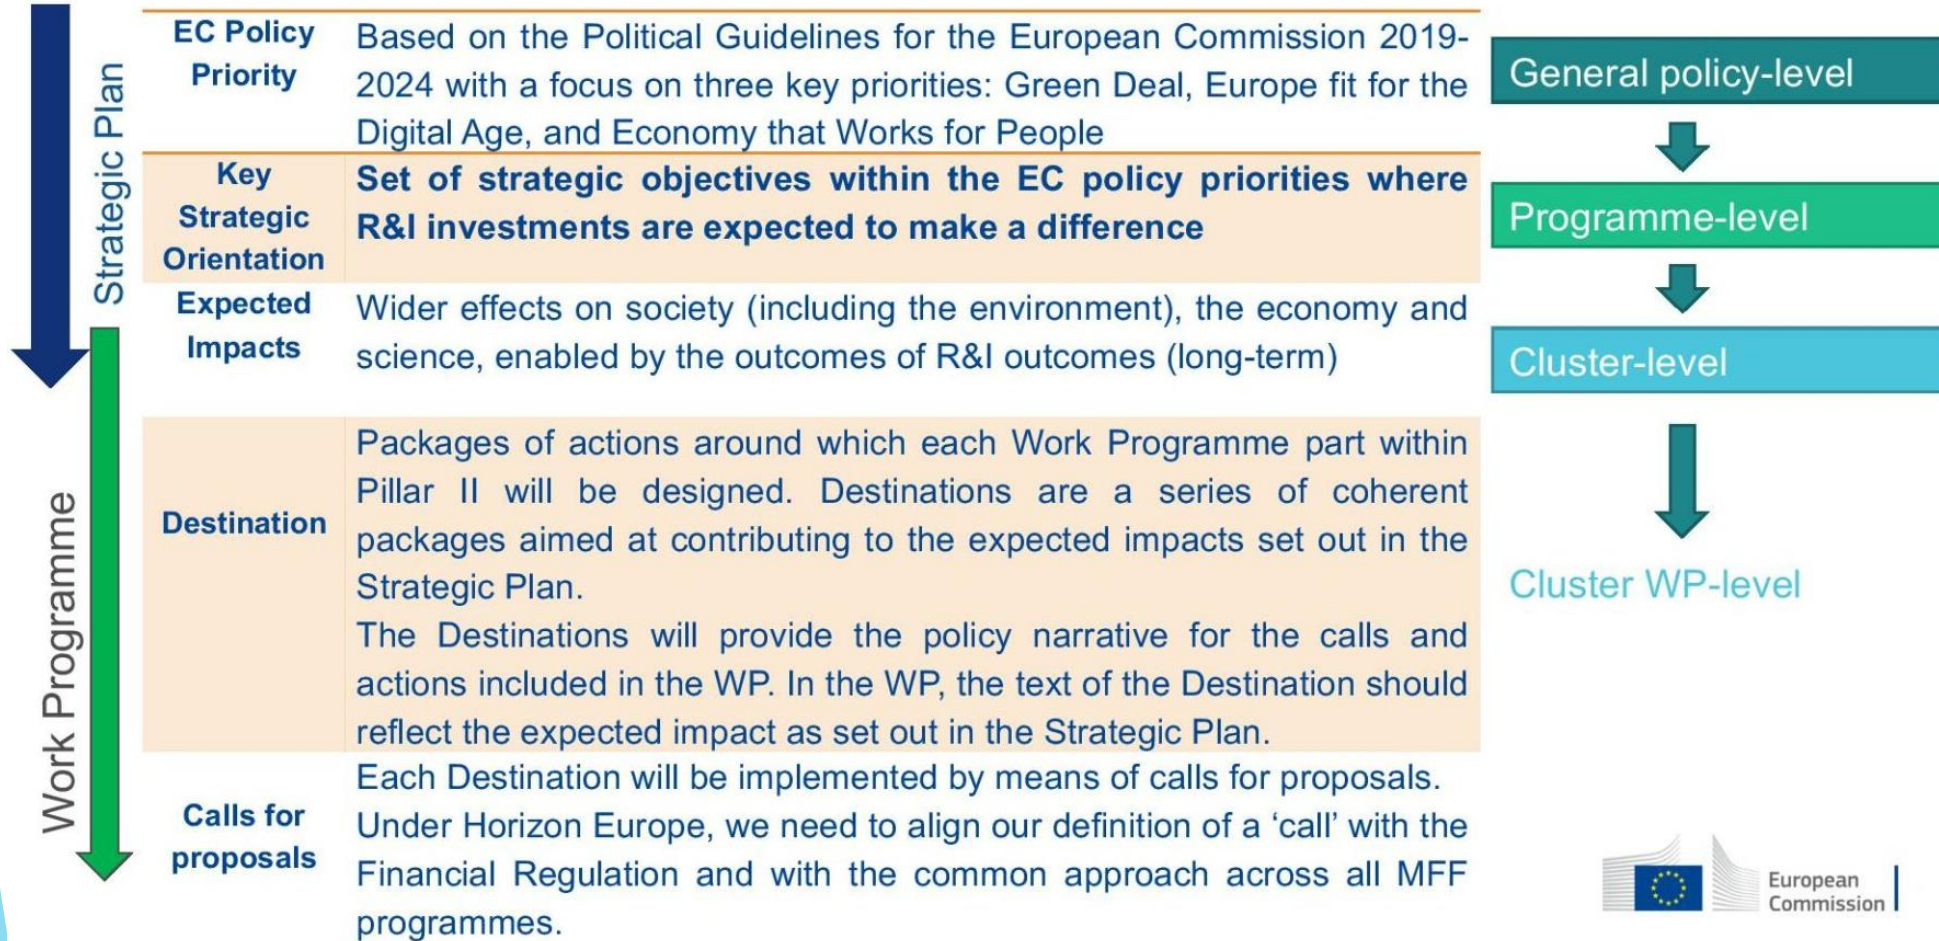 Strategic Plan
EC Policy
Priority
Based on the Political Guidelines for the European Commission 2019-
2024 with a focus on three key priorities: Green Deal, Europe fit for the
Digital Age, and Economy that Works for People
General policy-level
Key
Strategic
Orientation
Set of strategic objectives within the EC policy priorities where
R&I investments are expected to make a difference
Programme-level
Expected
Impacts
Wider effects on society (including the environment), the economy and
science, enabled by the outcomes of R&I outcomes (long-term)
Cluster-level
Work Programme
Destination
Packages of actions around which each Work Programme part within
Pillar II will be designed. Destinations are a series of coherent
packages aimed at contributing to the expected impacts set out in the
Strategic Plan.
The Destinations will provide the policy narrative for the calls and
actions included in the WP. In the WP, the text of the Destination should
reflect the expected impact as set out in the Strategic Plan.
Cluster WP-level
Calls for
proposals
Each Destination will be implemented by means of calls for proposals.
Under Horizon Europe, we need to align our definition of a ‘call’ with the
Financial Regulation and with the common approach across all MFF
programmes.
European
Commission